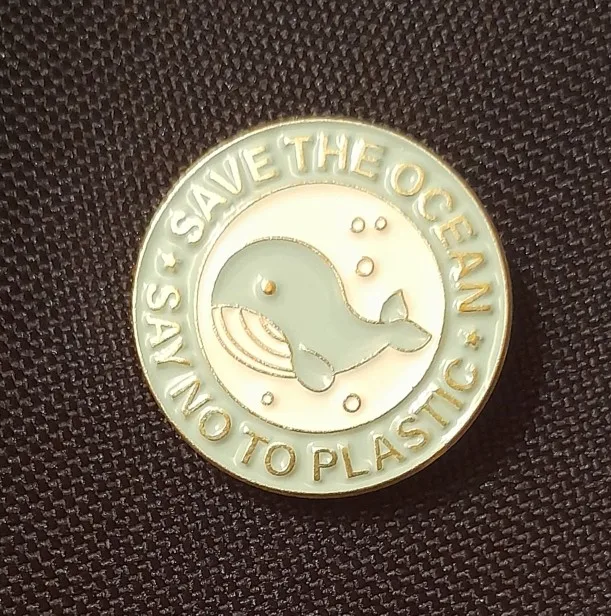 SAVE THE OCEAN
SAY NO TO PLASTIC